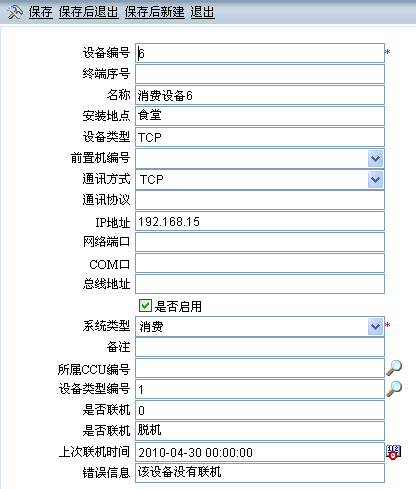 保存 保存后退出 保存后新建 退出
设备编号 6 *
终端序号
名称 消费设备6
安装地点 食堂
设备类型 TCP
前置机编号
通讯方式 TCP
通讯协议
IP地址 192.168.15
网络端口
COM口
总线地址
是否启用
系统类型 消费 *
备注
所属CCU编号
设备类型编号 1
是否联机 0
是否联机 脱机
上次联机时间 2010-04-30 00:00:00
错误信息 该设备没有联机